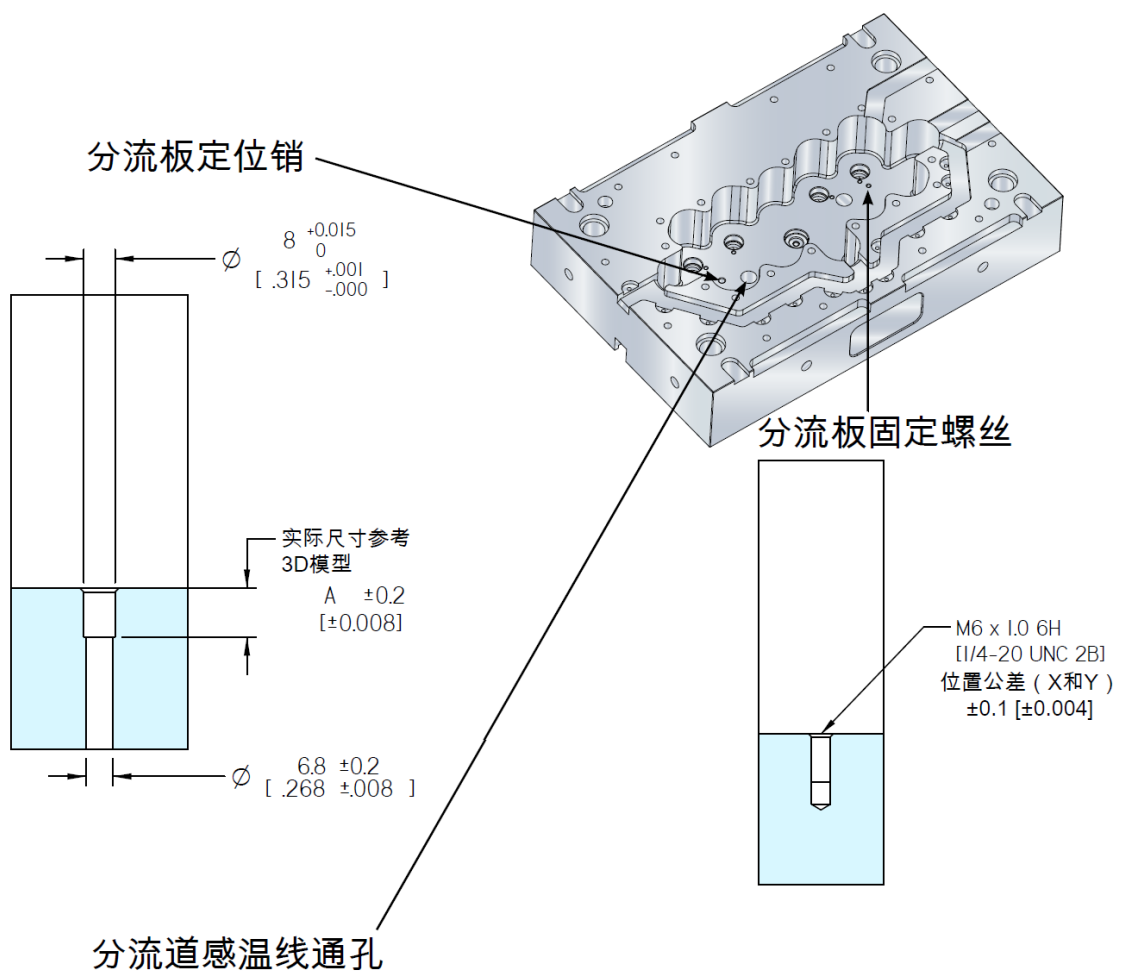 分流板定位销
Ø 8 +0.015 0
[ .315 +.001 -.000 ]
分流板固定螺丝
实际尺寸参考
3D模型
A ±0.2
[±0.008]
M6 x 1.0 6H
[1/4-20 UNC 2B]
位置公差（X和Y）
±0.1 [±0.004]
Ø 6.8 ±0.2
[ .268 ±.008 ]
分流道感温线通孔